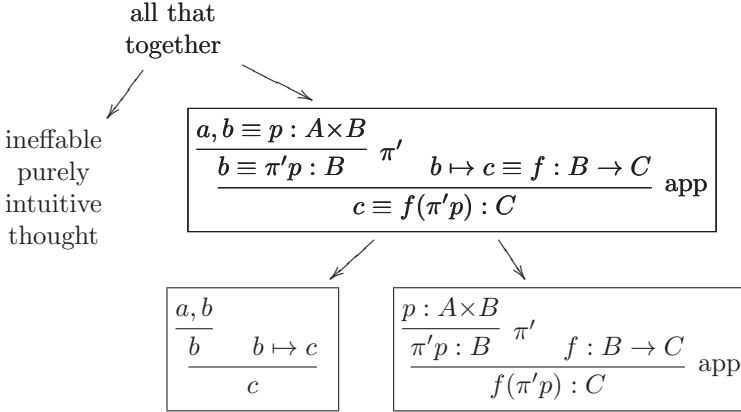 all that
together
ineffable
purely
intuitive
thought
a, b ≡ p : A×B
π′
b ≡ π′p : B
b ↦ c ≡ f : B → C
app
c ≡ f(π′p) : C
a, b
b
b ↦ c
c
p : A×B
π′
π′p : B
f : B → C
app
f(π′p) : C